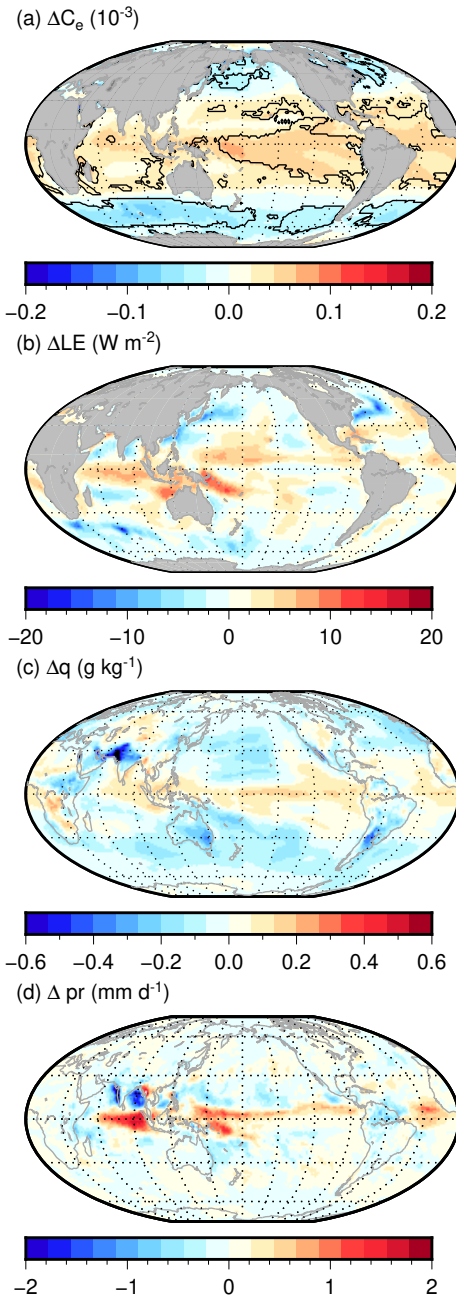 (a) ΔCe (10-3)
−0.2 −0.1 0.0 0.1 0.2
(b) ΔLE (W m-2)
−20 −10 0 10 20
(c) Δq (g kg-1)
−0.6 −0.4 −0.2 0.0 0.2 0.4 0.6
(d) Δ pr (mm d-1)
−2 −1 0 1 2